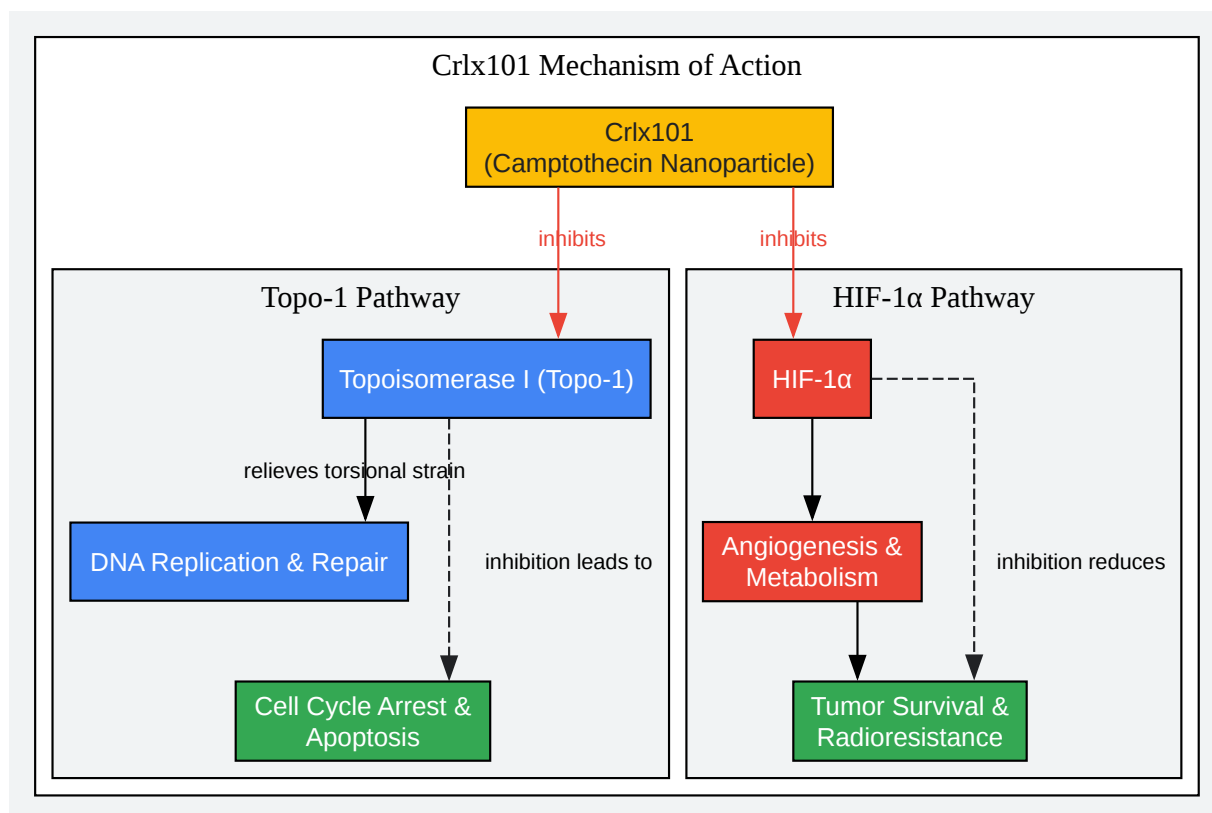 Crlx101 Mechanism of Action
Crlx101
(Camptothecin Nanoparticle)
inhibits
inhibits
Topo-1 Pathway
Topoisomerase I (Topo-1)
relieves torsional strain
DNA Replication & Repair
inhibition leads to
Cell Cycle Arrest &
Apoptosis
HIF-1α Pathway
HIF-1α
Angiogenesis &
Metabolism
inhibition reduces
Tumor Survival &
Radioresistance